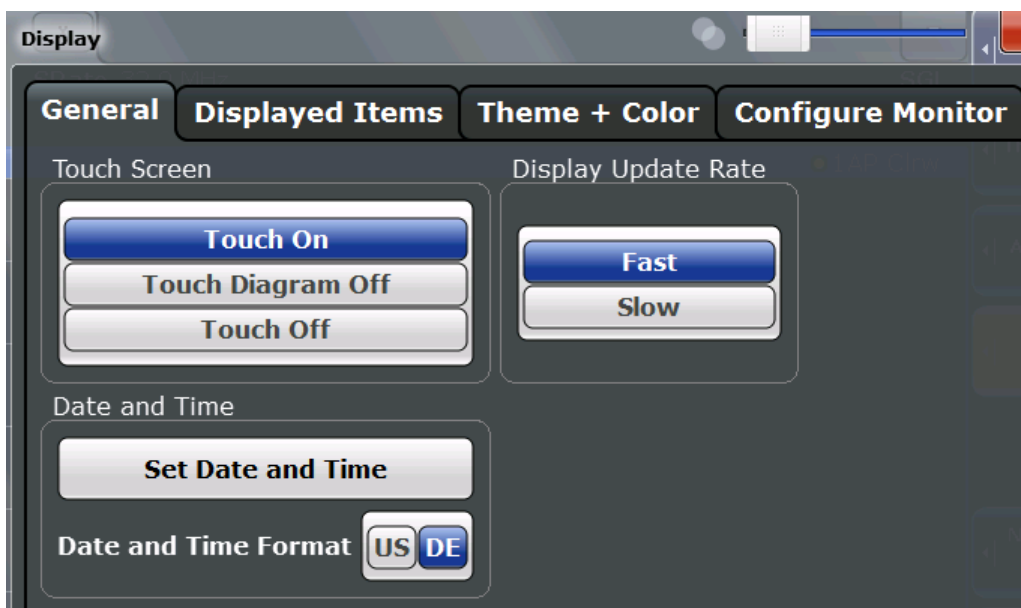 Display
General
Displayed Items
Theme + Color
Configure Monitor
Touch Screen
Touch On
Touch Diagram Off
Touch Off
Display Update Rate
Fast
Slow
Date and Time
Set Date and Time
Date and Time Format
US
DE